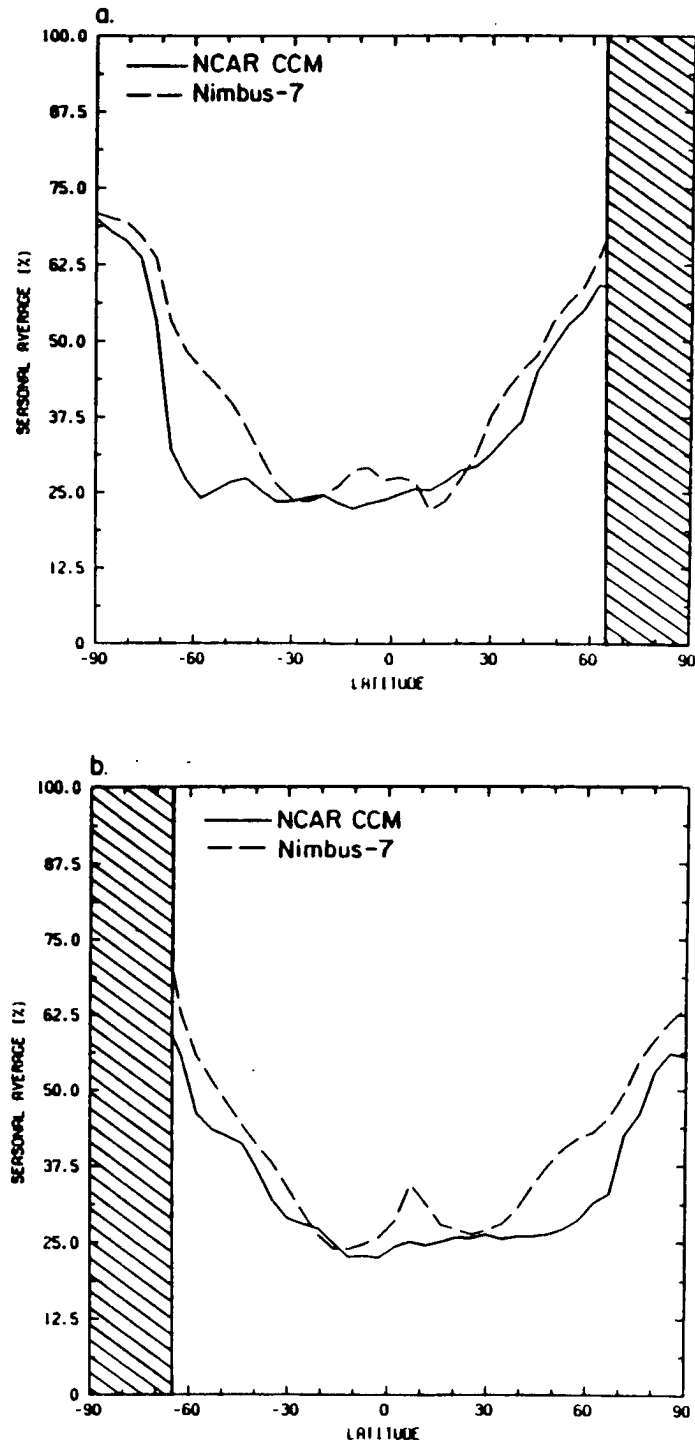 a.
100.0
NCAR CCM
Nimbus-7
87.5
75.0
62.5
50.0
37.5
25.0
12.5
0
SEASONAL AVERAGE (%)
-90 -60 -30 0 30 60 90
LATITUDE
b.
100.0
NCAR CCM
Nimbus-7
87.5
75.0
62.5
50.0
37.5
25.0
12.5
0
SEASONAL AVERAGE (%)
-90 -60 -30 0 30 60 90
LATITUDE